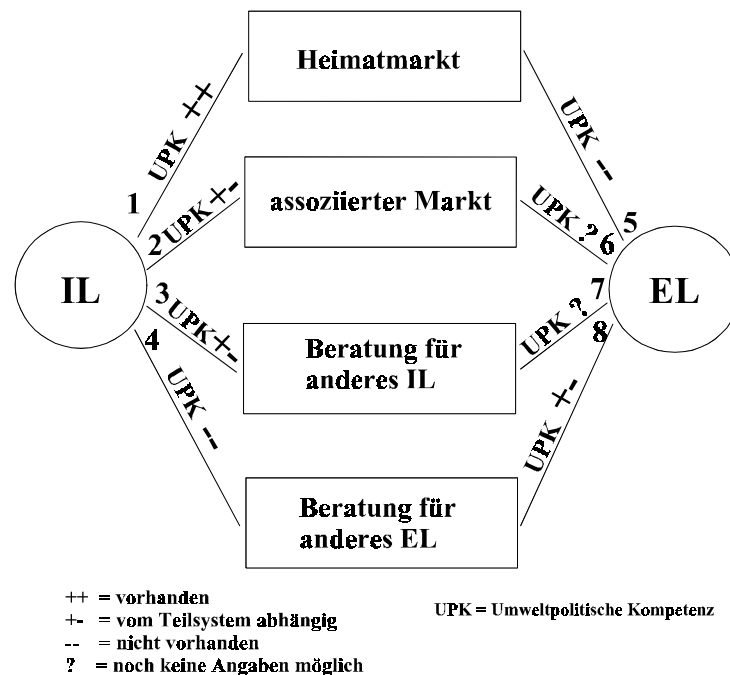 Heimatmarkt
UPK ++
UPK --
1
assoziierter Markt
5
2
UPK +-
UPK ?
6
IL
EL
3
7
4
UPK+-
UPK ?
8
Beratung für
anderes IL
UPK --
UPK +-
Beratung für
anderes EL
++ = vorhanden
+- = vom Teilsystem abhängig
-- = nicht vorhanden
? = noch keine Angaben möglich
UPK = Umweltpolitische Kompetenz